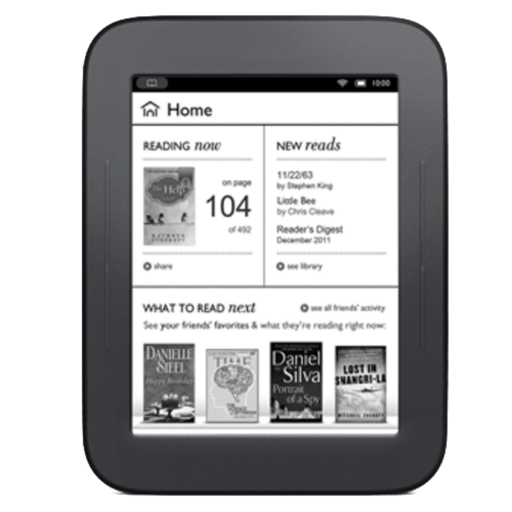 10:00
Home
READING now
The Help
KATHRYN
STOCKETT
on page
104
of 492
share
NEW reads
11/22/63
by Stephen King
Little Bee
by Chris Cleave
Reader's Digest
December 2011
see library
WHAT TO READ next
see all friends' activity
See your friends' favorites & what they're reading right now:
DANIELLE
STEEL
Happy Birthday
TIME
Daniel
Silva
Portrait
of a Spy
LOST IN
SHANGRI-LA
MITCHELL ZUCKOFF